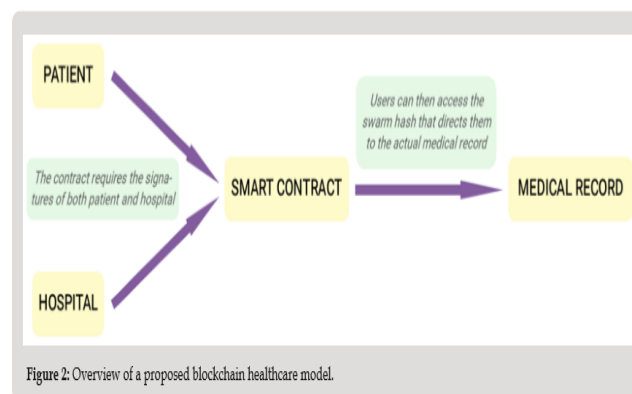 PATIENT
Users can then access the
swarm hash that directs them
to the actual medical record
The contract requires the signa-
tures of both patient and hospital
SMART CONTRACT
MEDICAL RECORD
HOSPITAL
Figure 2: Overview of a proposed blockchain healthcare model.